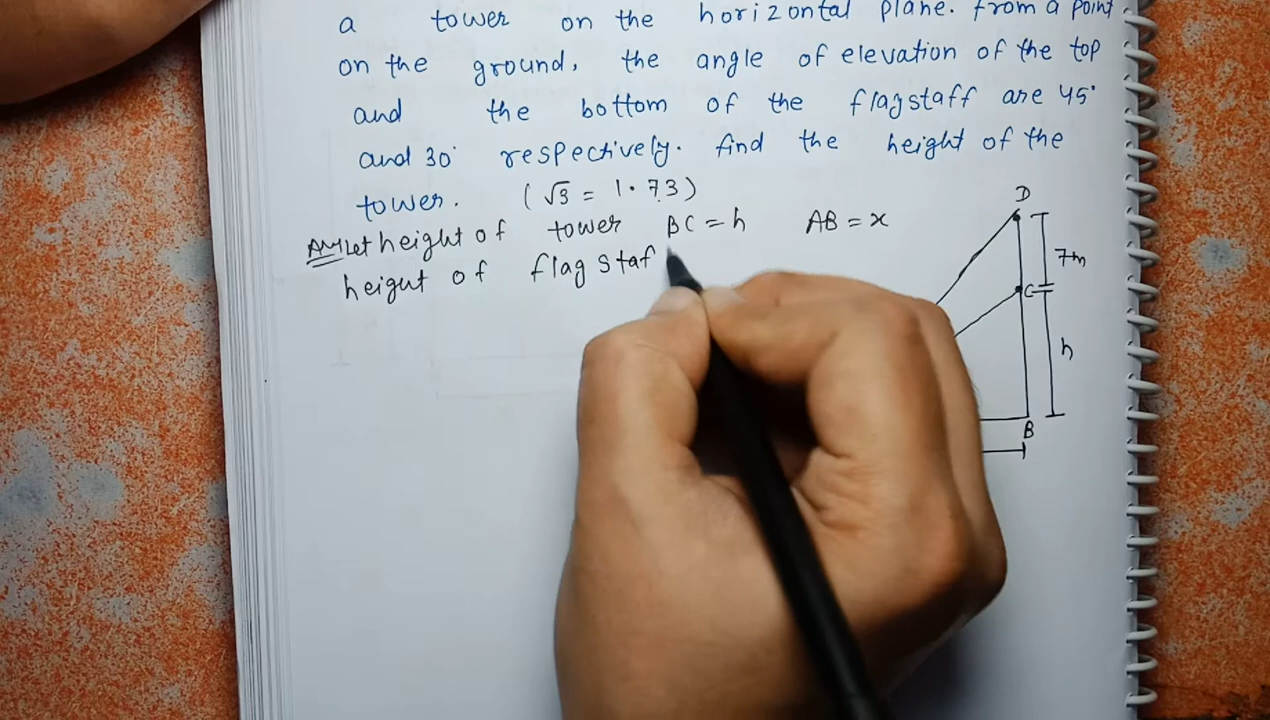 a tower on the horizontal plane. from a point
on the ground, the angle of elevation of the top
and the bottom of the flagstaff are 45°
and 30° respectively. find the height of the
tower. (√3 = 1.73)
Let height of tower BC = h AB = x
height of flag staf
D
7m
C
h
B